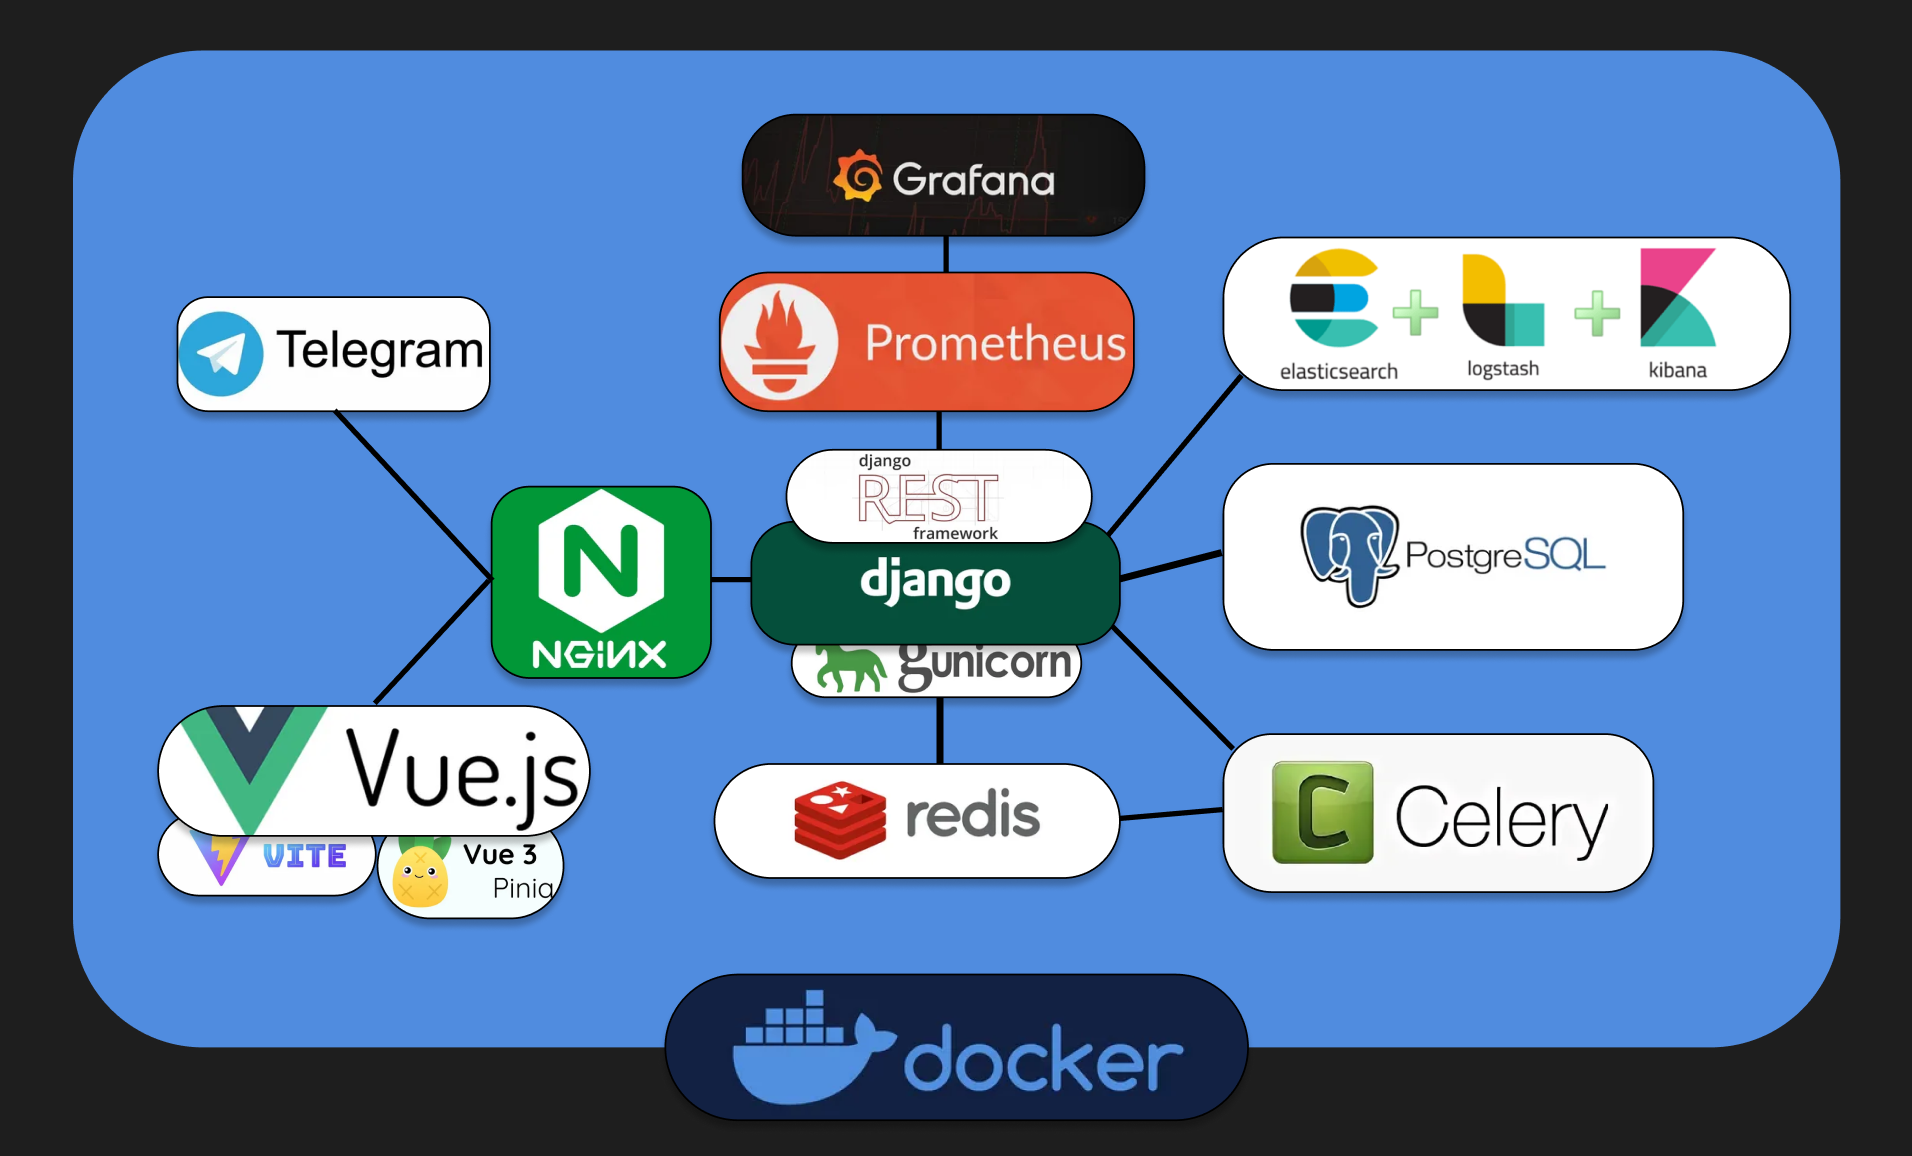 Grafana
Prometheus
Telegram
elasticsearch
logstash
kibana
django
REST
framework
NGINX
django
gunicorn
PostgreSQL
Vue.js
VITE
Vue 3
Pinia
redis
C
Celery
docker